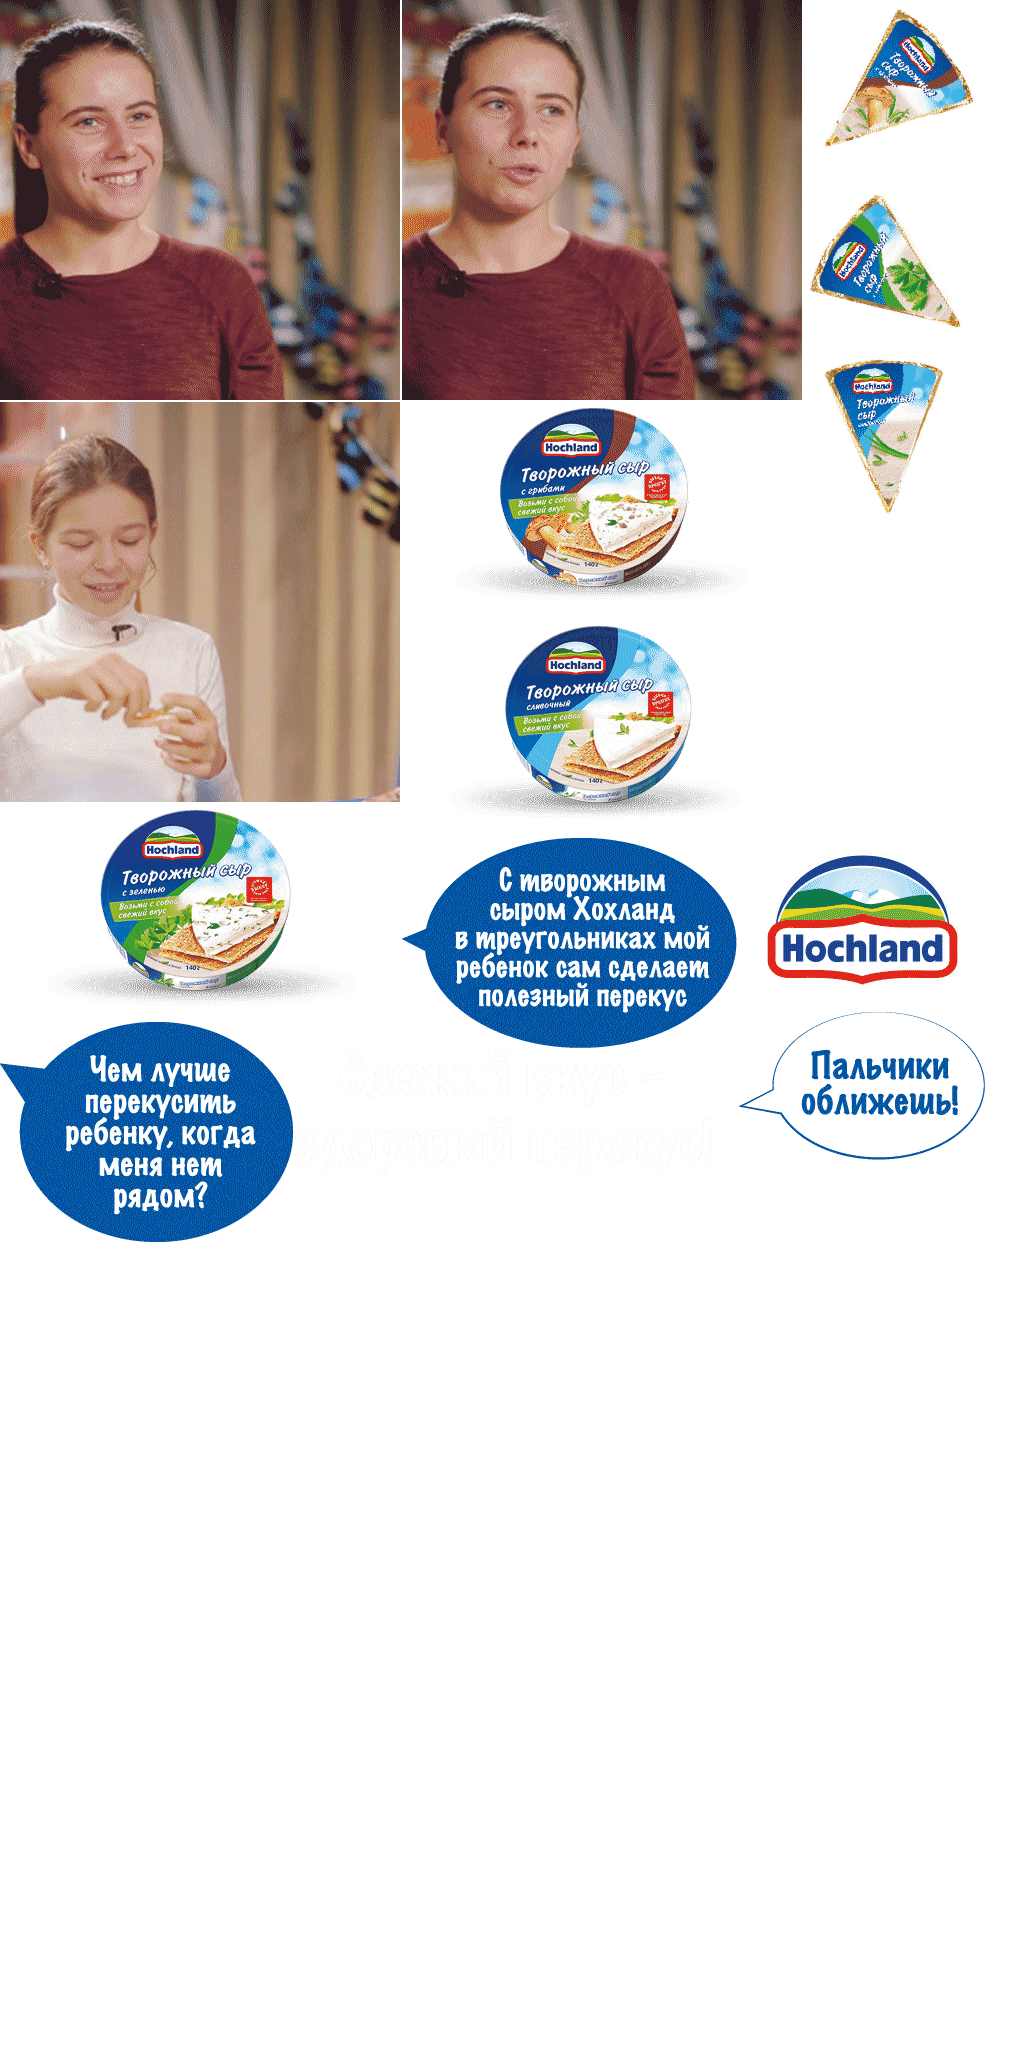 Hochland
Творожный
сыр
Hochland
Творожный
сыр
Hochland
Творожный
сыр
Hochland
Творожный сыр
с грибами
Возьми с собой
свежий вкус
140г
Hochland
Творожный сыр
сливочный
Возьми с собой
свежий вкус
140г
Hochland
Творожный сыр
с зеленью
Возьми с собой
свежий вкус
140г
С творожным
сыром Хохланд
в треугольниках мой
ребенок сам сделает
полезный перекус
Hochland
Чем лучше
перекусить
ребенку, когда
меня нет
рядом?
Свежий вкус -
здоровый перекус!
Пальчики
оближешь!